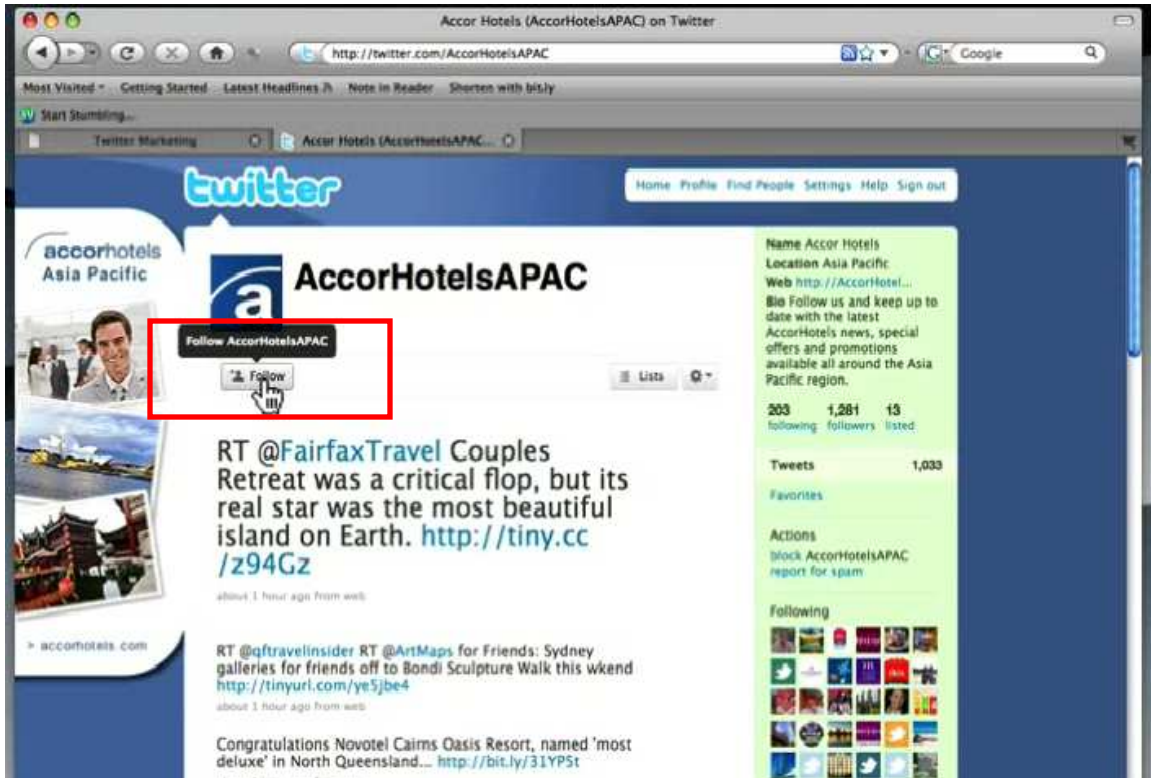 Accor Hotels (AccorHotelsAPAC) on Twitter
http://twitter.com/AccorHotelsAPAC
Google
Most Visited Getting Started Latest Headlines Note in Reader Shorten with bit.ly
Start Stumbling...
Twitter Marketing
Accor Hotels (AccorHotelsAPAC...
twitter
Home Profile Find People Settings Help Sign out
accorhotels
Asia Pacific
> accorhotels.com
a
AccorHotelsAPAC
Follow AccorHotelsAPAC
Follow
Lists
RT @FairfaxTravel Couples
Retreat was a critical flop, but its
real star was the most beautiful
island on Earth. http://tiny.cc
/z94Gz
about 1 hour ago from web
RT @qftravelinsider RT @ArtMaps for Friends: Sydney
galleries for friends off to Bondi Sculpture Walk this wkend
http://tinyurl.com/ye5jbe4
about 1 hour ago from web
Congratulations Novotel Cairns Oasis Resort, named 'most
deluxe' in North Queensland... http://bit.ly/31YPSt
Name Accor Hotels
Location Asia Pacific
Web http://AccorHotel...
Bio Follow us and keep up to
date with the latest
AccorHotels news, special
offers and promotions
available all around the Asia
Pacific region.
203 1,281 13
following followers listed
Tweets 1,033
Favorites
Actions
block AccorHotelsAPAC
report for spam
Following